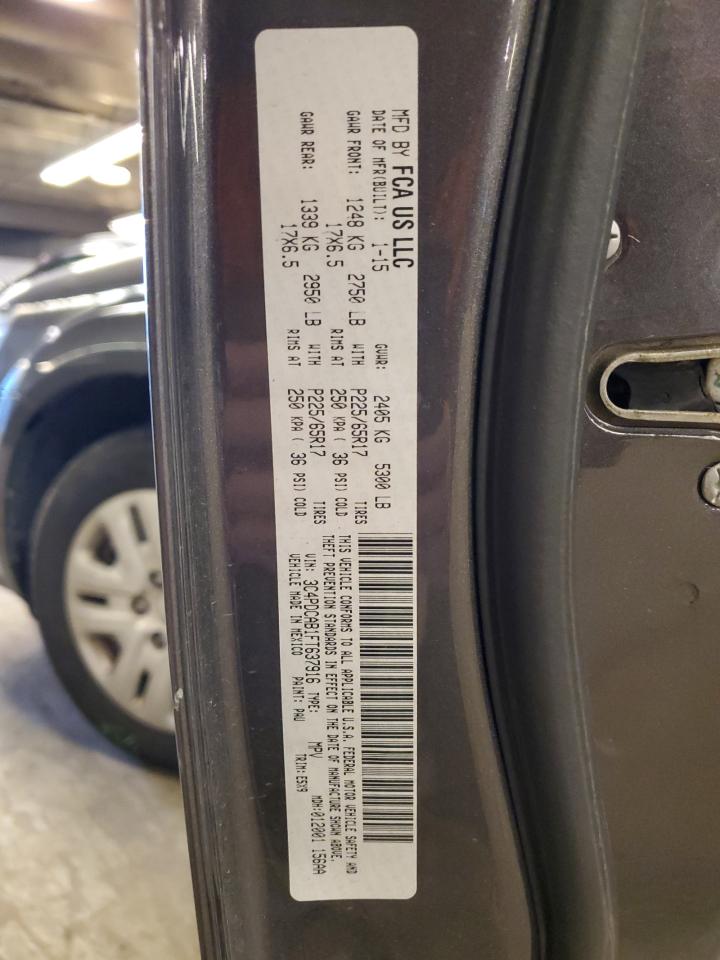 MFD BY FCA US LLC
DATE OF MFR(BUILT): 1-15 GVWR: 2405 KG 5300 LB
GAWR FRONT: 1248 KG 2750 LB WITH P225/65R17 TIRES
17X6.5 RIMS AT 250 KPA ( 36 PSI) COLD
GAWR REAR: 1339 KG 2950 LB WITH P225/65R17 TIRES
17X6.5 RIMS AT 250 KPA ( 36 PSI) COLD
THIS VEHICLE CONFORMS TO ALL APPLICABLE U.S.A. FEDERAL MOTOR VEHICLE SAFETY AND
THEFT PREVENTION STANDARDS IN EFFECT ON THE DATE OF MANUFACTURE SHOWN ABOVE.
VIN: 3C4PDCAB1FT637916 TYPE: MPV MDH:012001 156AA
VEHICLE MADE IN MEXICO PAINT: PAU TRIM: E5X9